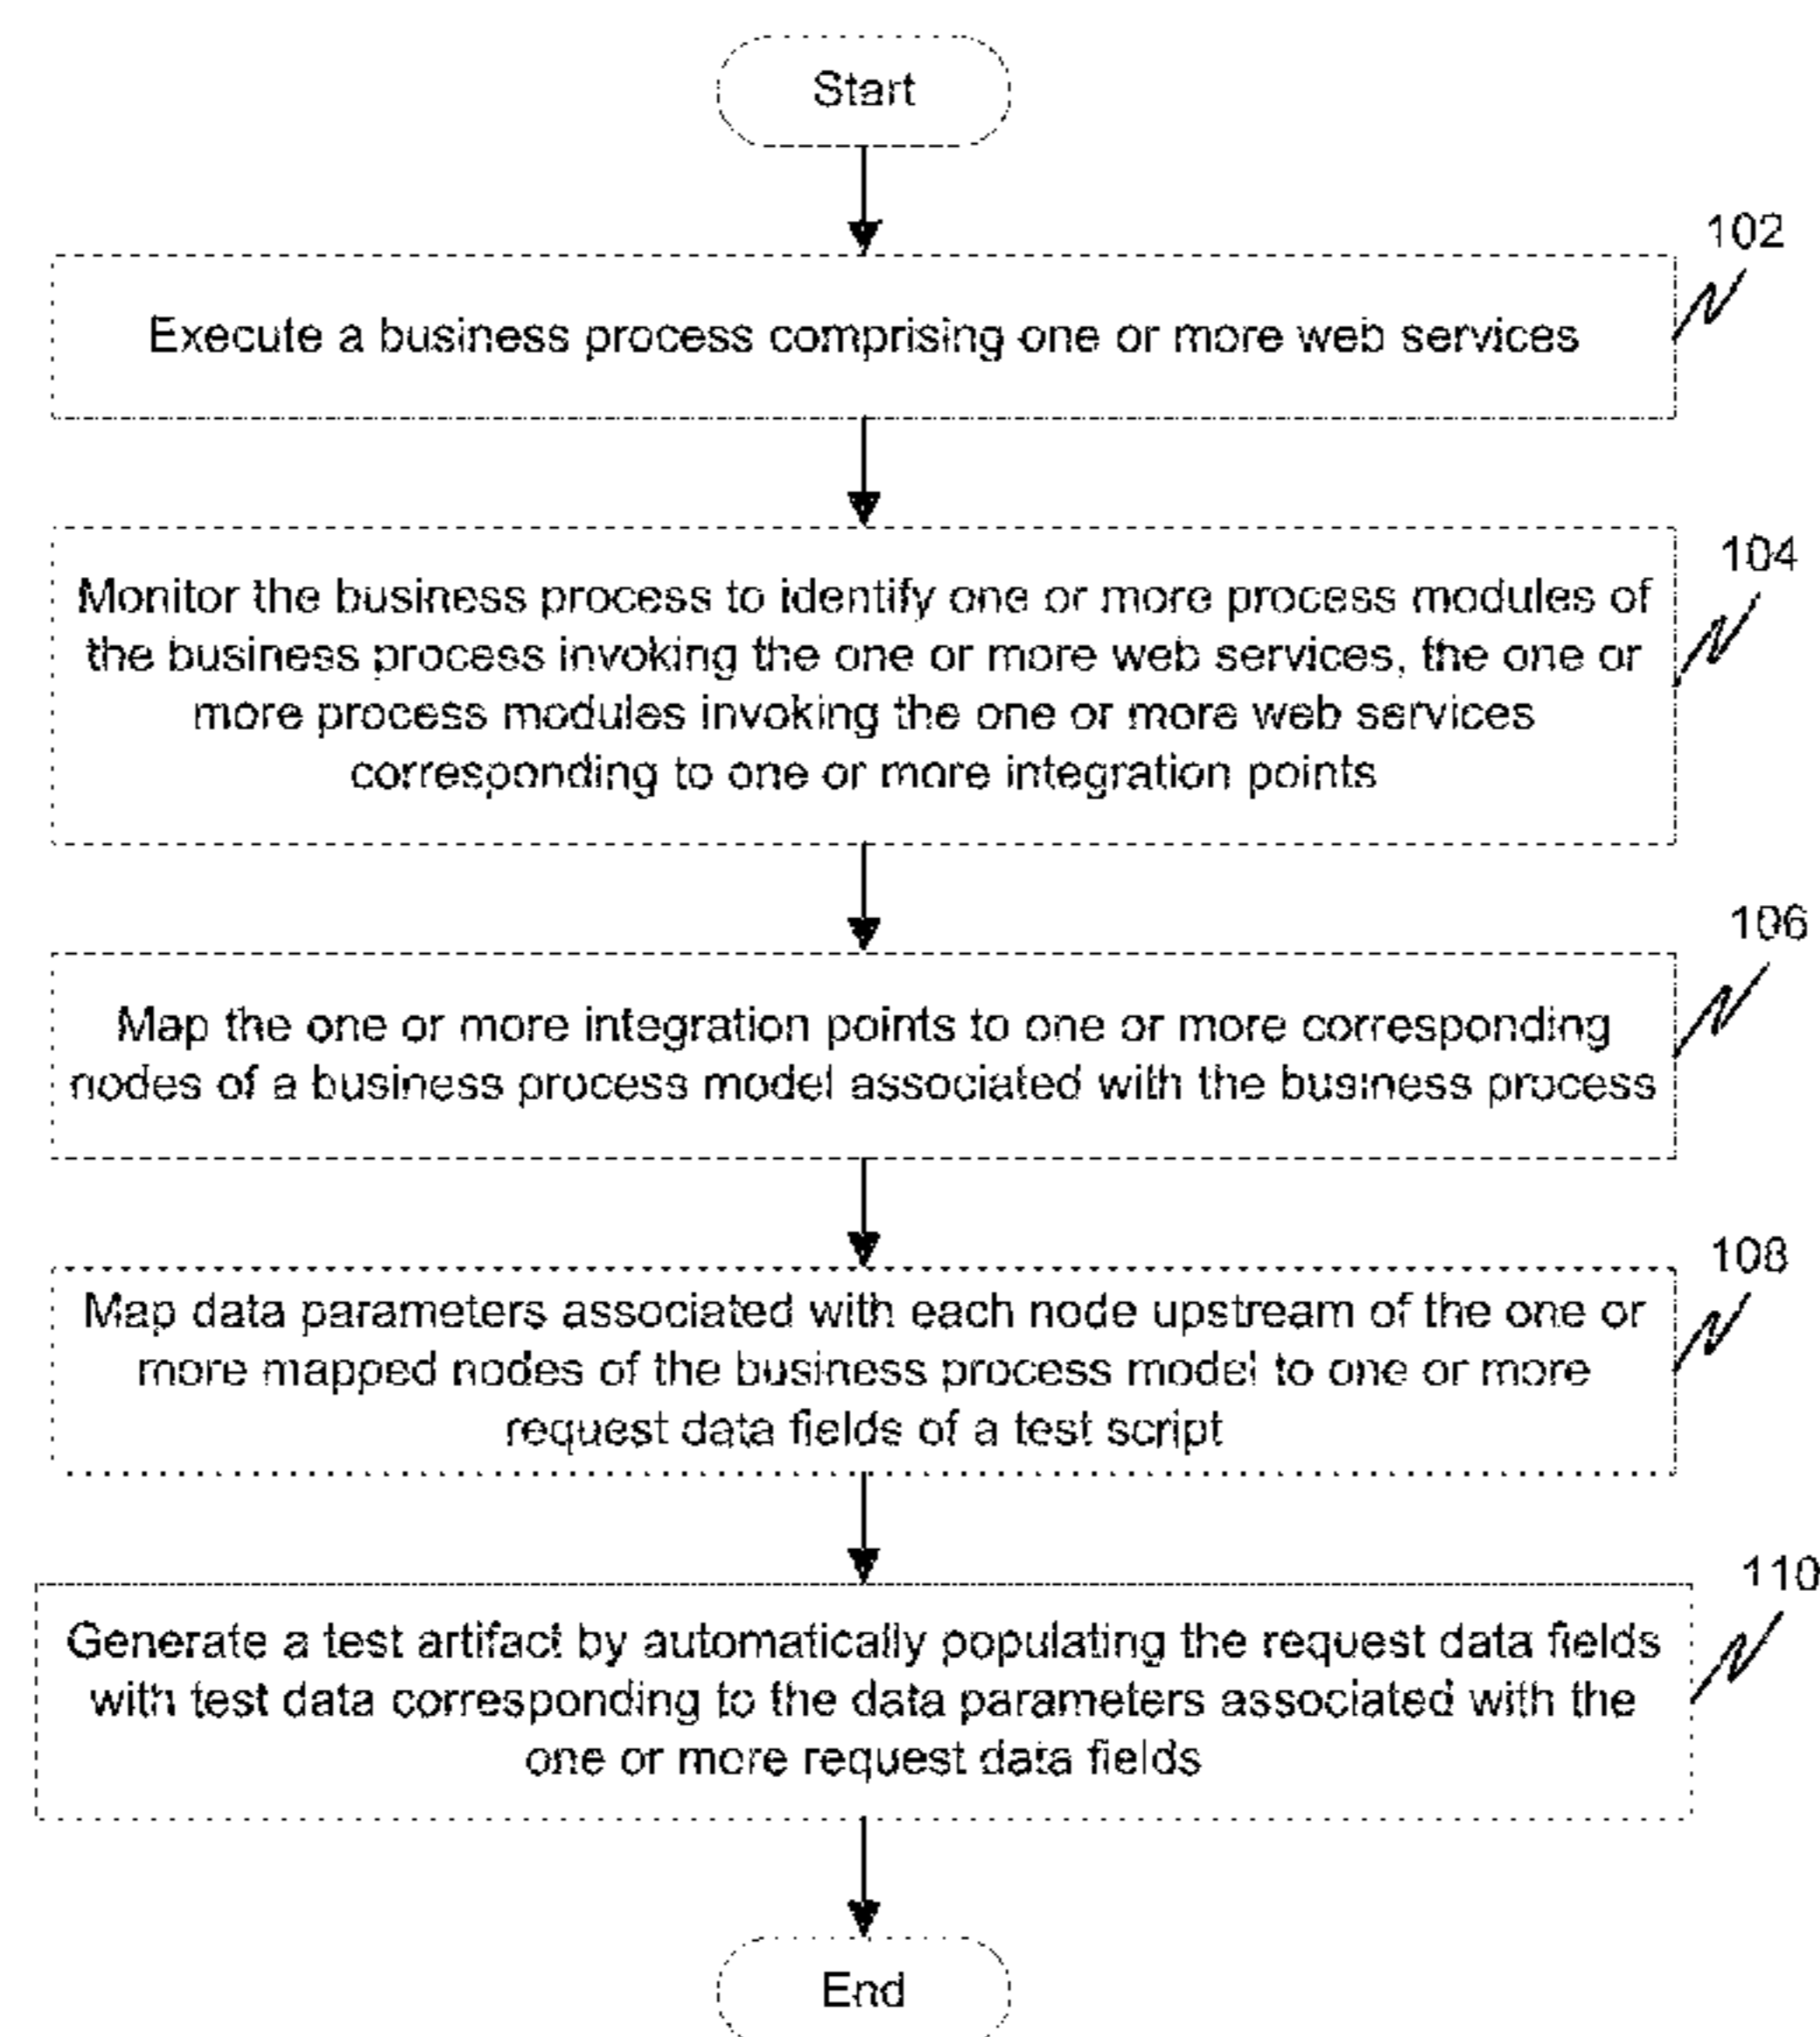 Start
102
Execute a business process comprising one or more web services
104
Monitor the business process to identify one or more process modules of
the business process invoking the one or more web services, the one or
more process modules invoking the one or more web services
corresponding to one or more integration points
106
Map the one or more integration points to one or more corresponding
nodes of a business process model associated with the business process
108
Map data parameters associated with each node upstream of the one or
more mapped nodes of the business process model to one or more
request data fields of a test script
110
Generate a test artifact by automatically populating the request data fields
with test data corresponding to the data parameters associated with the
one or more request data fields
End